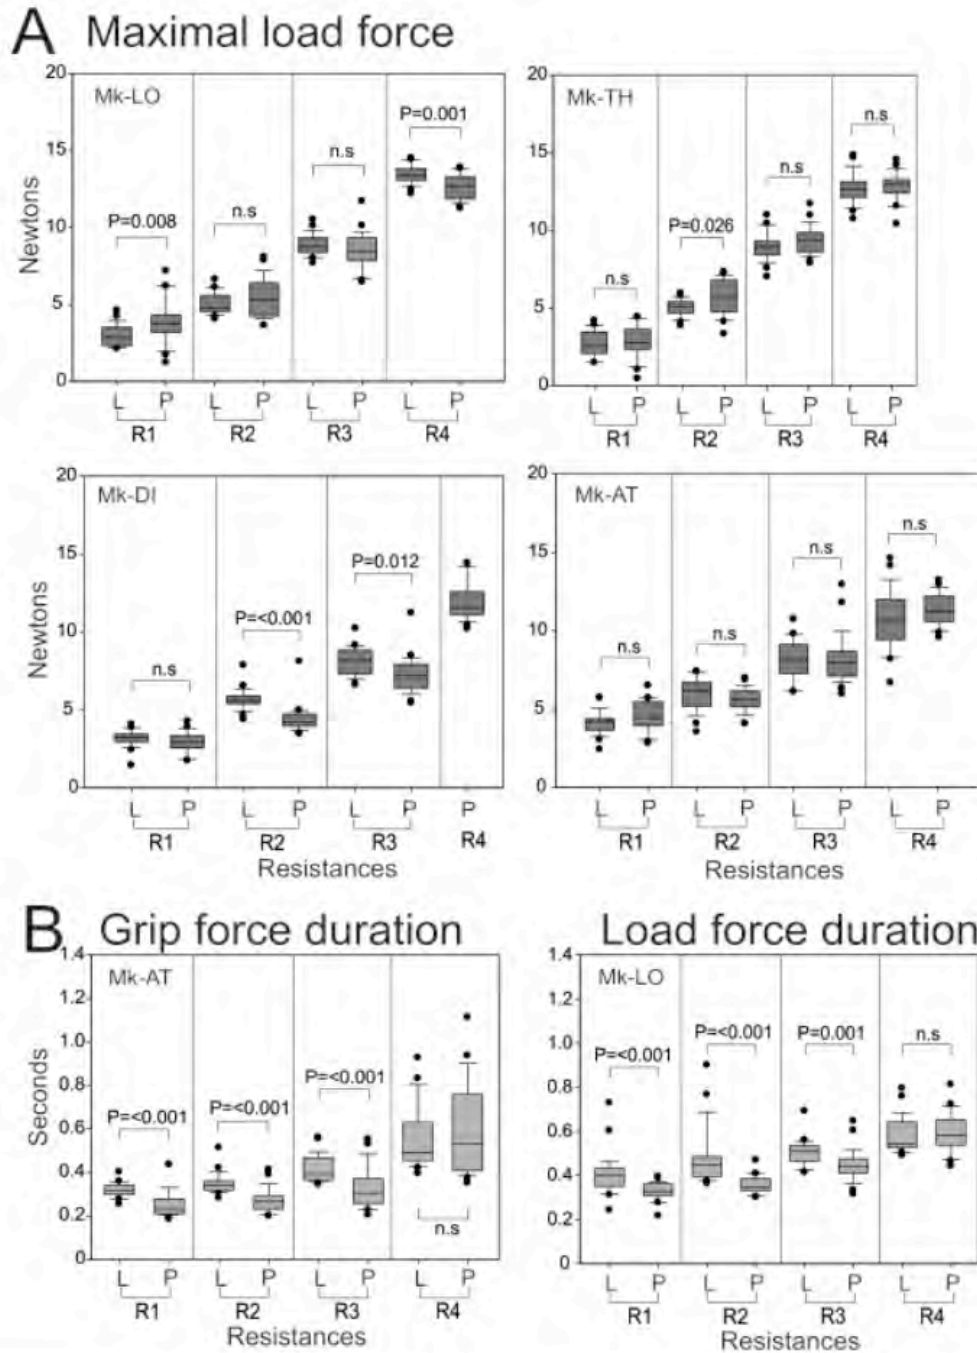 A Maximal load force
20
15
10
5
0
Newtons
Mk-LO
P=0.008
n.s
n.s
P=0.001
L P L P L P L P
R1 R2 R3 R4
20
15
10
5
0
Mk-TH
n.s
P=0.026
n.s
n.s
L P L P L P L P
R1 R2 R3 R4
20
15
10
5
0
Newtons
Mk-DI
n.s
P=<0.001
P=0.012
L P L P L P P
R1 R2 R3 R4
Resistances
20
15
10
5
0
Mk-AT
n.s
n.s
n.s
n.s
L P L P L P L P
R1 R2 R3 R4
Resistances
B Grip force duration
1.4
1.2
1.0
0.8
0.6
0.4
0.2
0
Seconds
Mk-AT
P=<0.001
P=<0.001
P=<0.001
n.s
L P L P L P L P
R1 R2 R3 R4
Resistances
Load force duration
1.4
1.2
1.0
0.8
0.6
0.4
0.2
0
Mk-LO
P=<0.001
P=<0.001
P=0.001
n.s
L P L P L P L P
R1 R2 R3 R4
Resistances